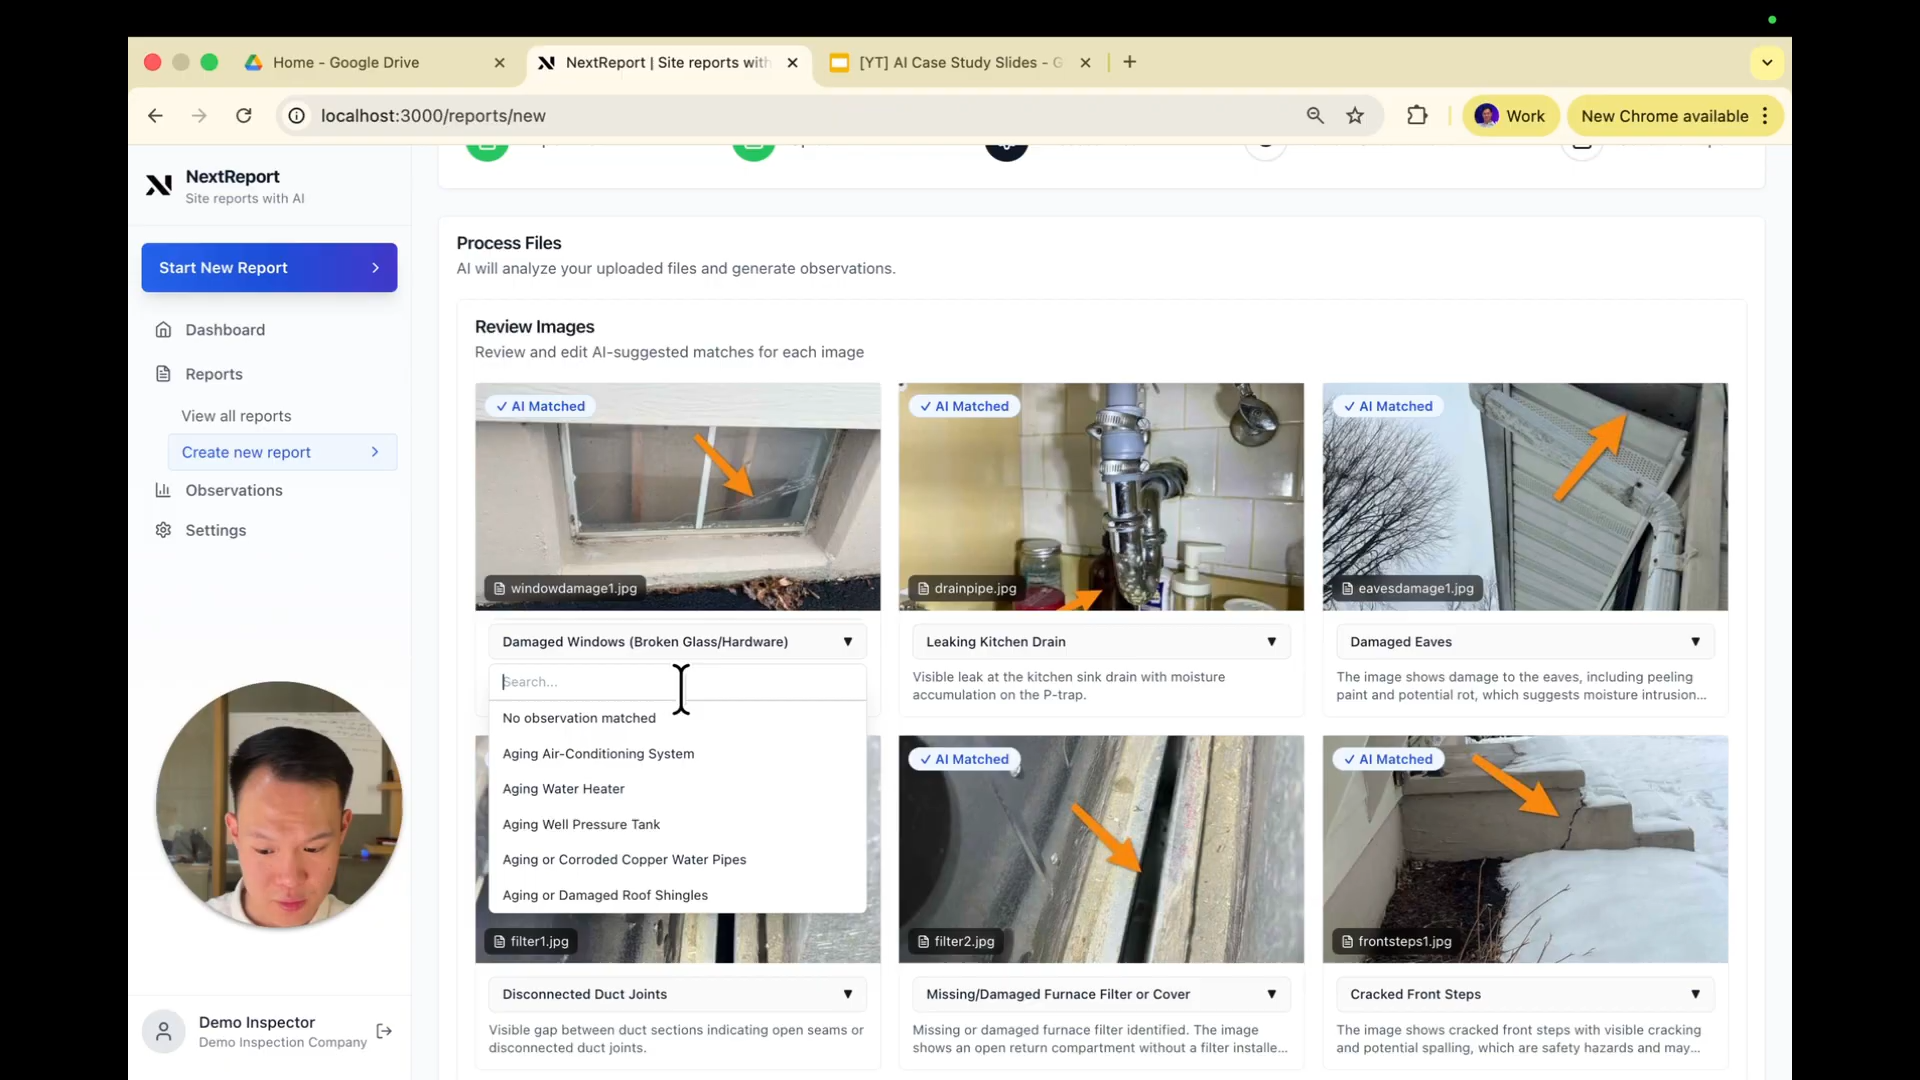 Home - Google Drive
NextReport | Site reports with
[YT] AI Case Study Slides - G
localhost:3000/reports/new
Work
New Chrome available
NextReport
Site reports with AI
Start New Report
Dashboard
Reports
View all reports
Create new report
Observations
Settings
Demo Inspector
Demo Inspection Company
Process Files
AI will analyze your uploaded files and generate observations.
Review Images
Review and edit AI-suggested matches for each image
AI Matched
windowdamage1.jpg
Damaged Windows (Broken Glass/Hardware)
Search...
No observation matched
Aging Air-Conditioning System
Aging Water Heater
Aging Well Pressure Tank
Aging or Corroded Copper Water Pipes
Aging or Damaged Roof Shingles
AI Matched
drainpipe.jpg
Leaking Kitchen Drain
Visible leak at the kitchen sink drain with moisture
accumulation on the P-trap.
AI Matched
eavesdamage1.jpg
Damaged Eaves
The image shows damage to the eaves, including peeling
paint and potential rot, which suggests moisture intrusion...
filter1.jpg
Disconnected Duct Joints
Visible gap between duct sections indicating open seams or
disconnected duct joints.
AI Matched
filter2.jpg
Missing/Damaged Furnace Filter or Cover
Missing or damaged furnace filter identified. The image
shows an open return compartment without a filter installe...
AI Matched
frontsteps1.jpg
Cracked Front Steps
The image shows cracked front steps with visible cracking
and potential spalling, which are safety hazards and may...